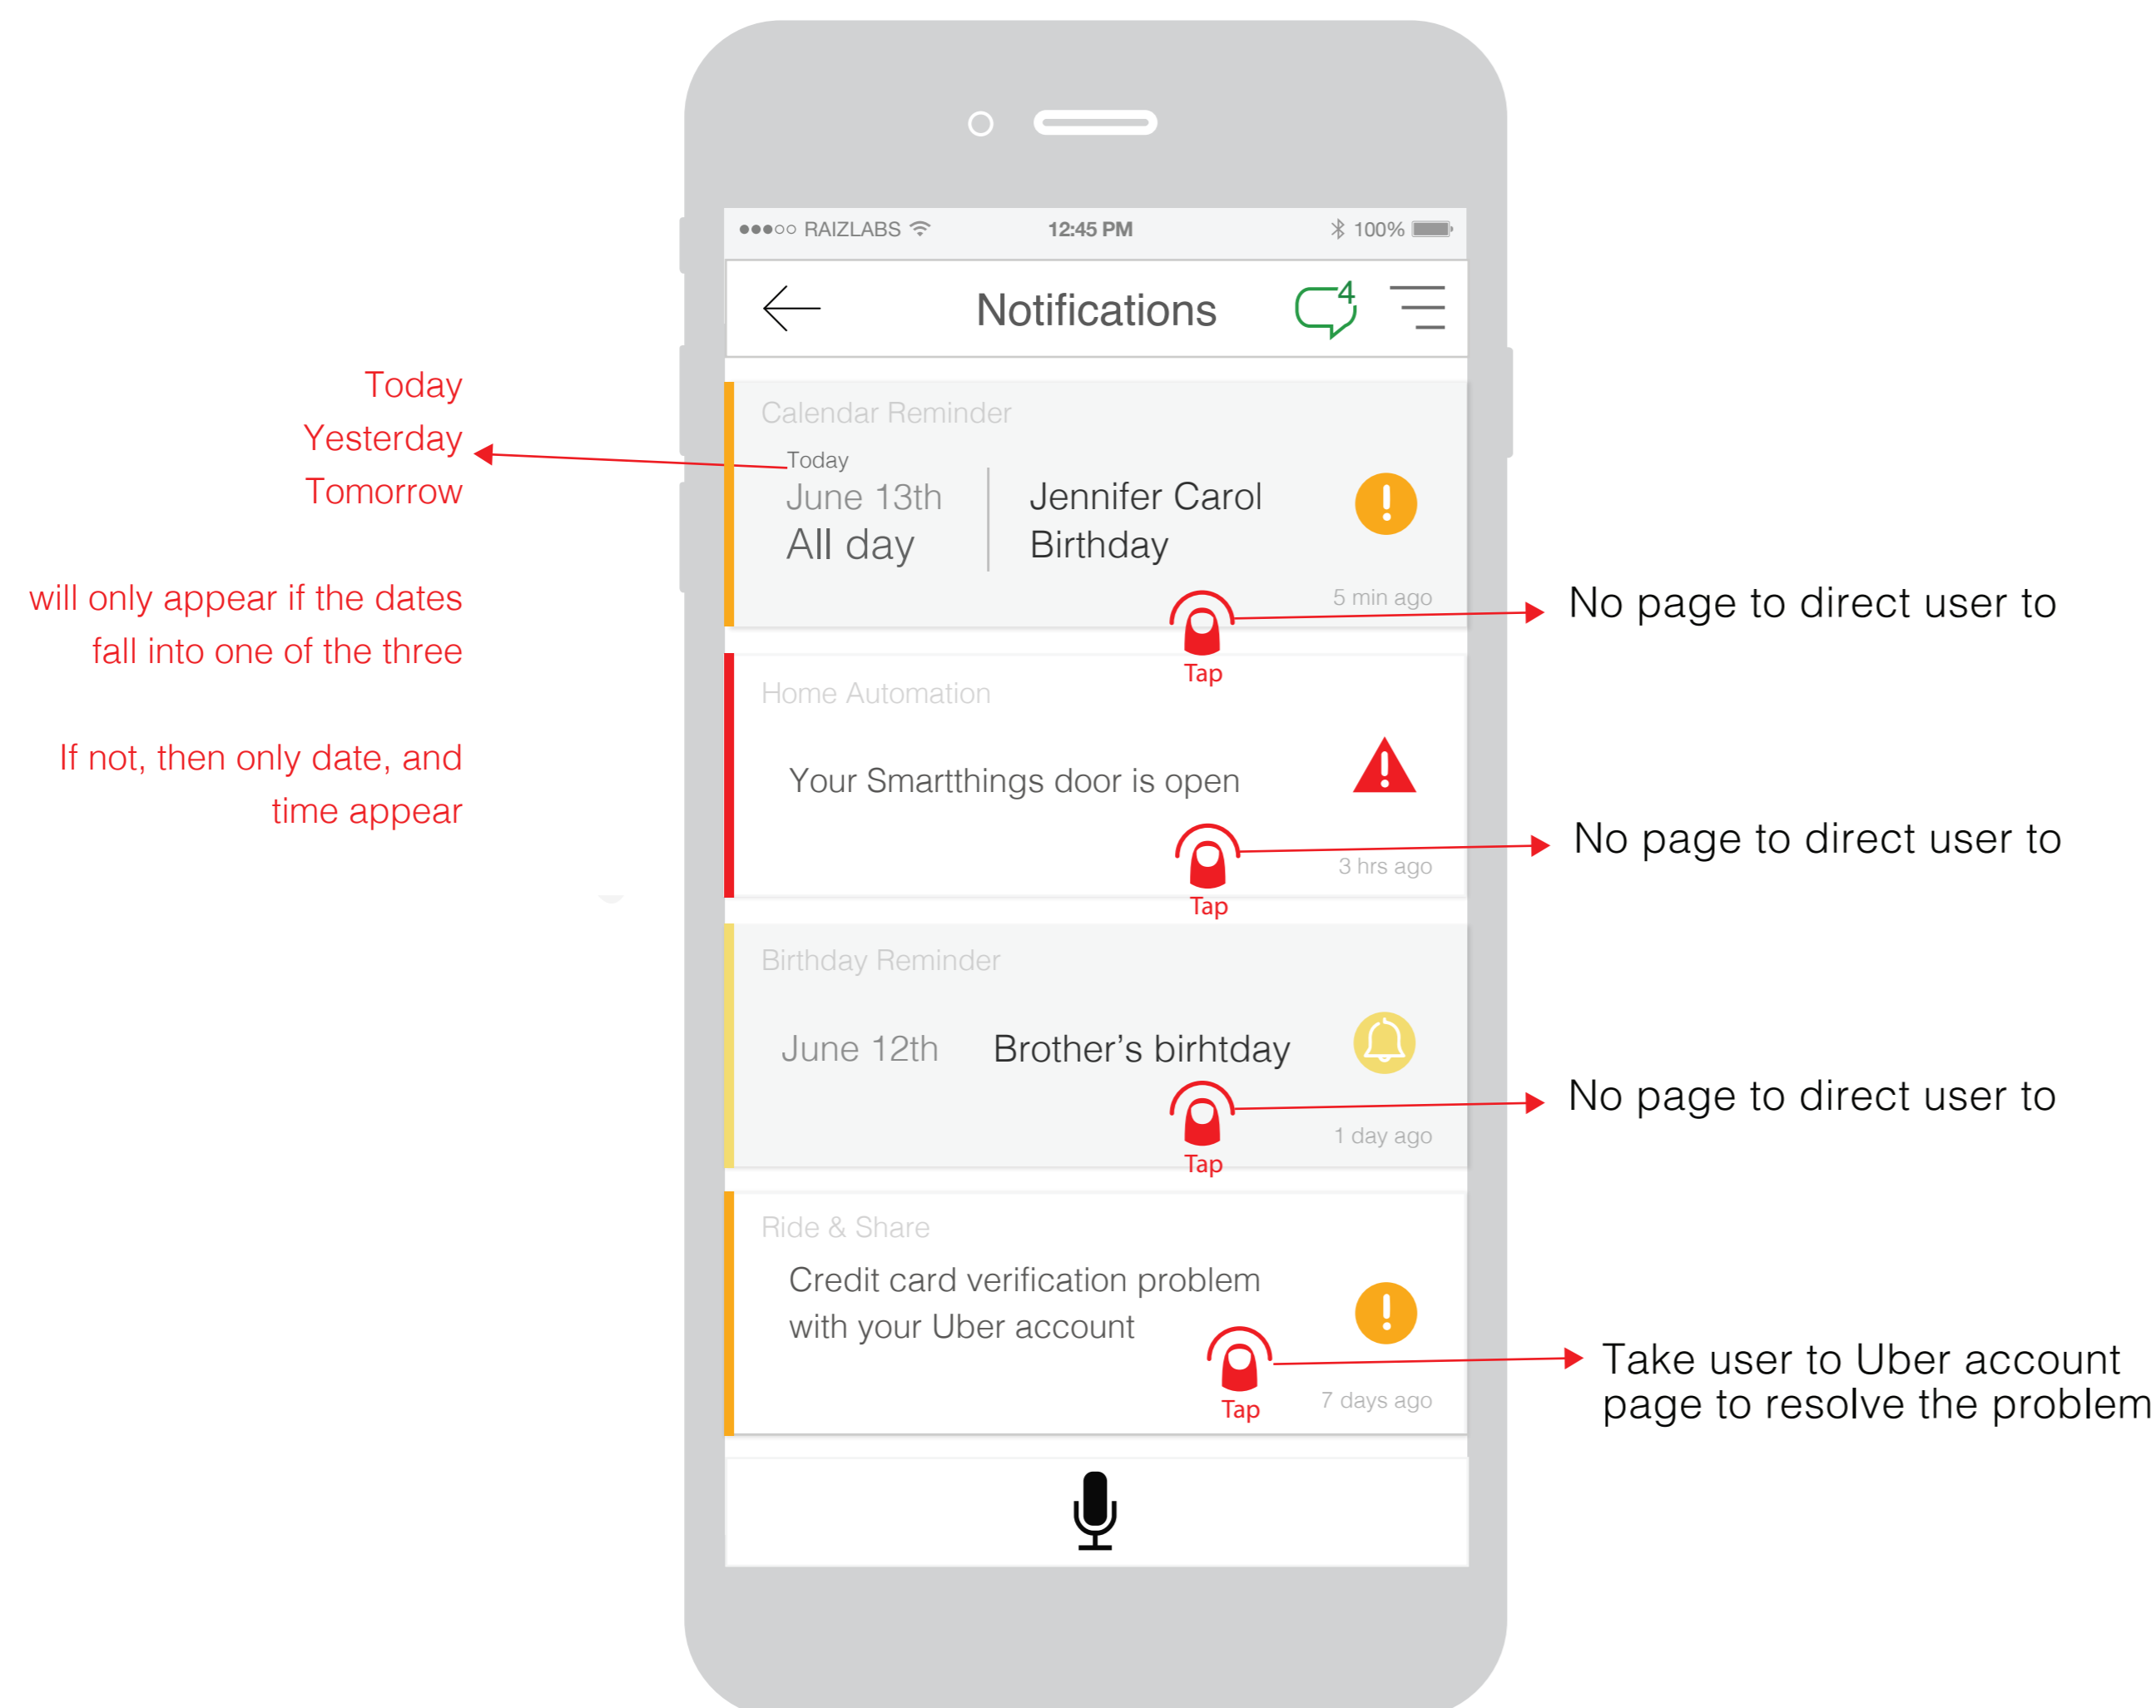 RAIZLABS 12:45 PM 100%
Notifications 4
Today
Yesterday
Tomorrow
will only appear if the dates
fall into one of the three
If not, then only date, and
time appear
Calendar Reminder
Today
June 13th
All day
Jennifer Carol
Birthday
5 min ago
Tap
No page to direct user to
Home Automation
Your Smartthings door is open
3 hrs ago
Tap
No page to direct user to
Birthday Reminder
June 12th Brother’s birhtday
1 day ago
Tap
No page to direct user to
Ride & Share
Credit card verification problem
with your Uber account
7 days ago
Tap
Take user to Uber account
page to resolve the problem